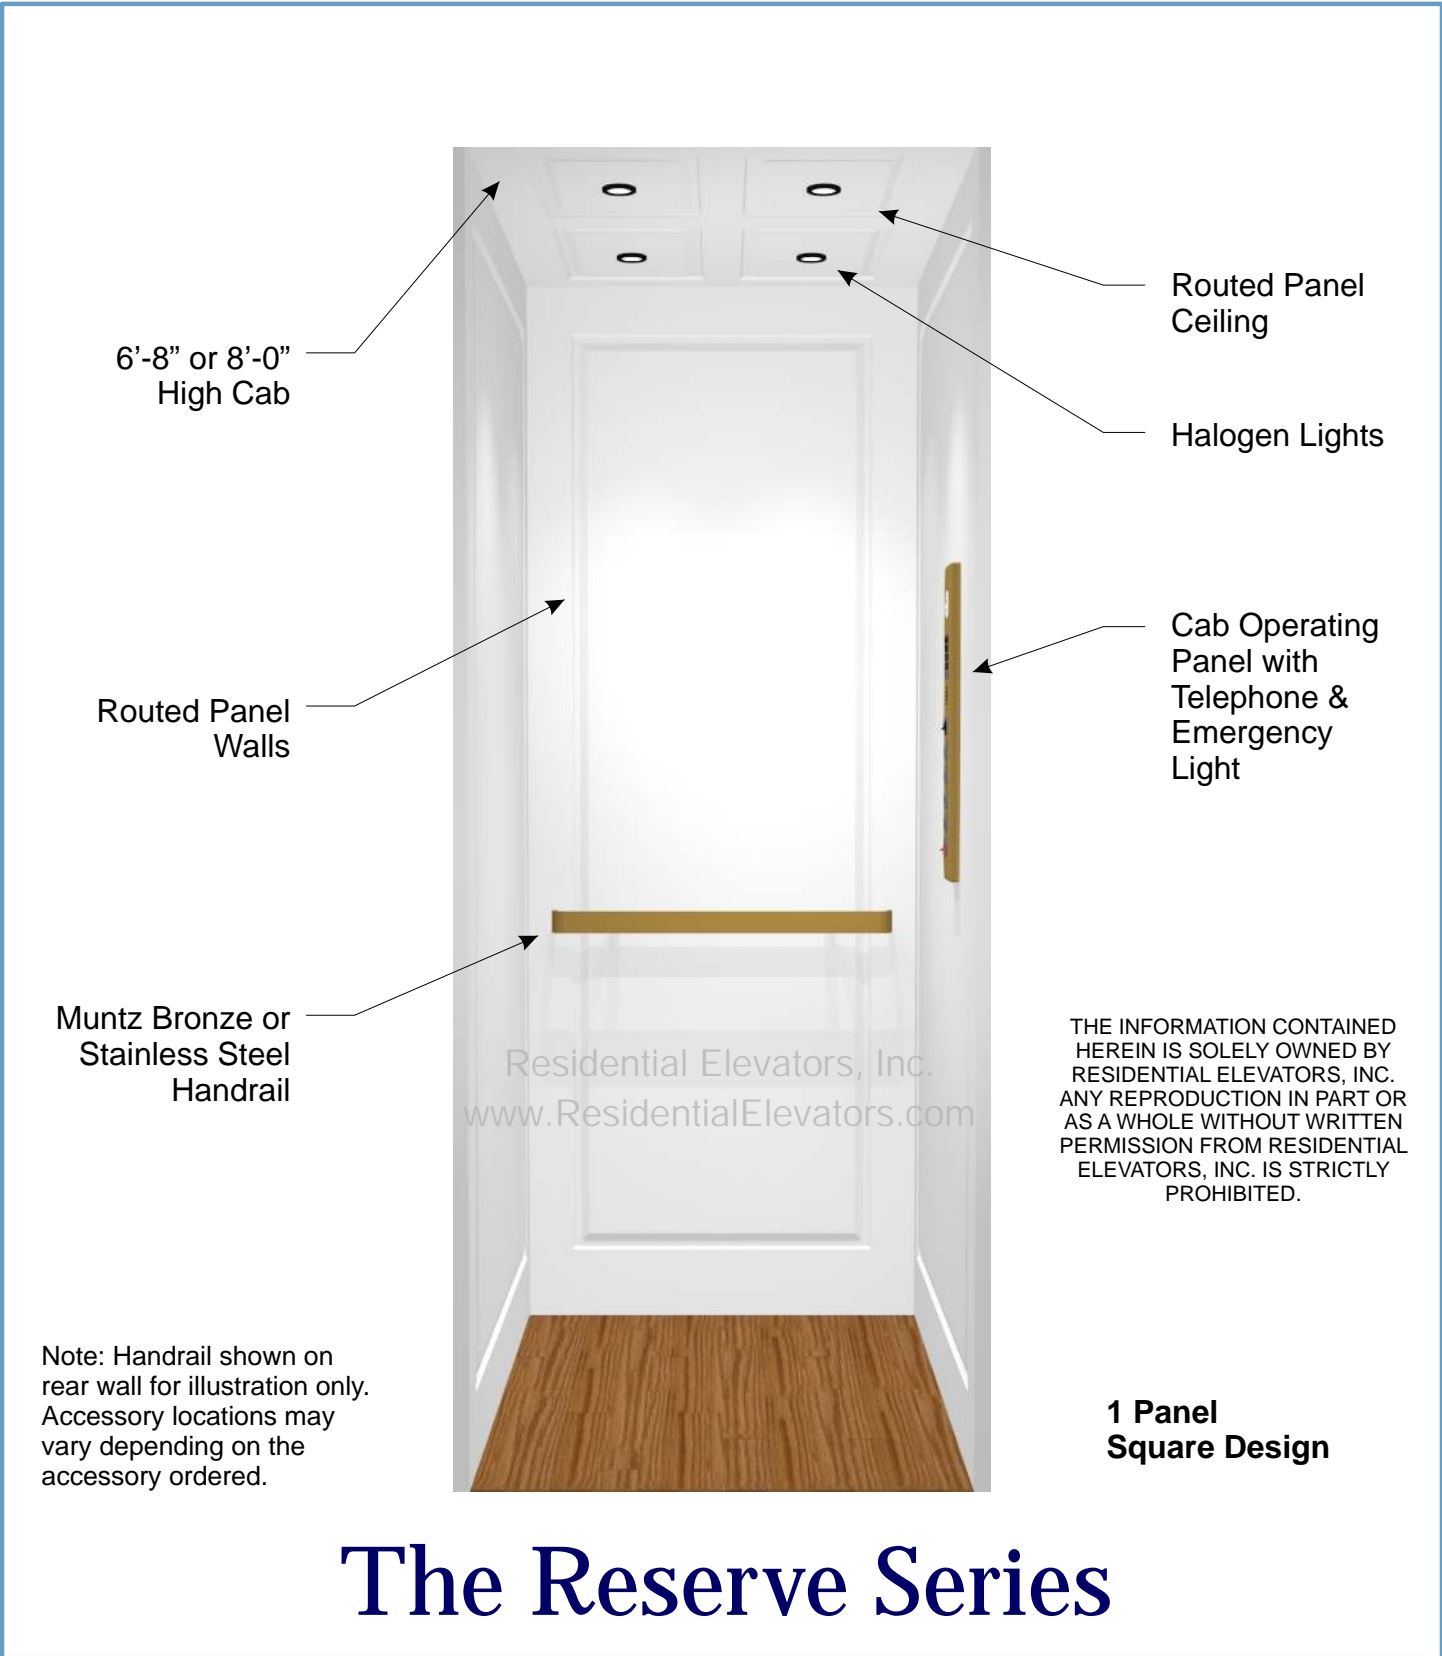 6’-8” or 8’-0”
High Cab
Routed Panel
Ceiling
Halogen Lights
Cab Operating
Panel with
Telephone &
Emergency
Light
Routed Panel
Walls
Muntz Bronze or
Stainless Steel
Handrail
Residential Elevators, Inc.
www.ResidentialElevators.com
THE INFORMATION CONTAINED
HEREIN IS SOLELY OWNED BY
RESIDENTIAL ELEVATORS, INC.
ANY REPRODUCTION IN PART OR
AS A WHOLE WITHOUT WRITTEN
PERMISSION FROM RESIDENTIAL
ELEVATORS, INC. IS STRICTLY
PROHIBITED.
Note: Handrail shown on
rear wall for illustration only.
Accessory locations may
vary depending on the
accessory ordered.
1 Panel
Square Design
The Reserve Series